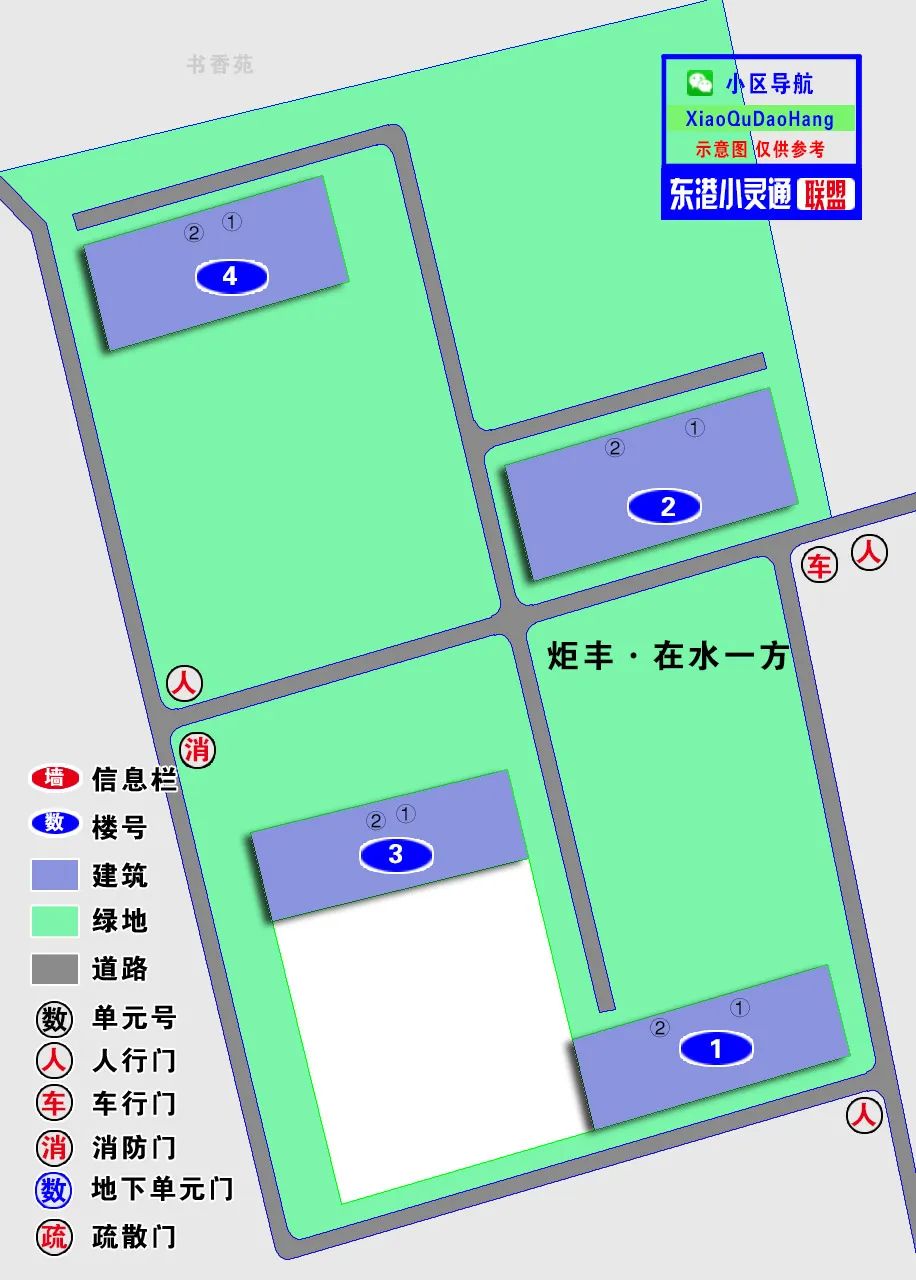 书香苑
小区导航
XiaoQuDaoHang
示意图 仅供参考
东港小灵通 联盟
② ①
4
② ①
2
车 人
炬丰·在水一方
人
消
② ①
3
② ①
1
人
墙 信息栏
数 楼号
建筑
绿地
道路
数 单元号
人 人行门
车 车行门
消 消防门
数 地下单元门
疏 疏散门